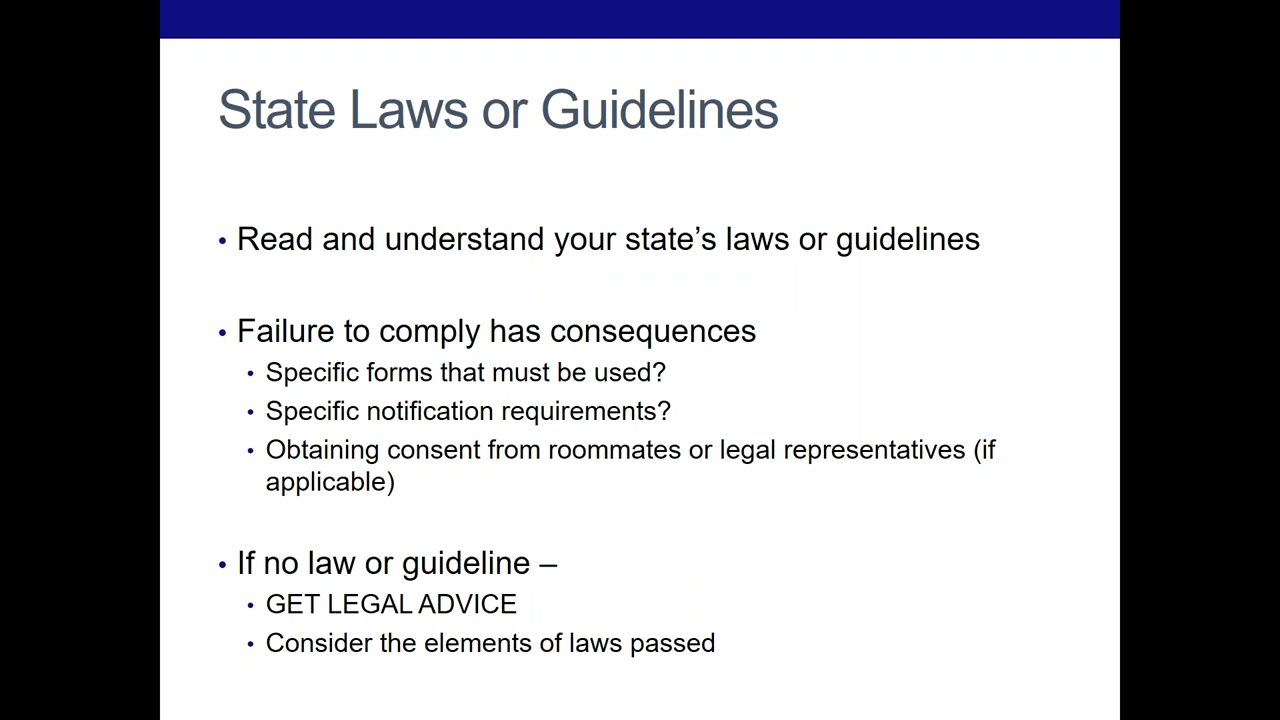 State Laws or Guidelines
• Read and understand your state’s laws or guidelines
• Failure to comply has consequences
• Specific forms that must be used?
• Specific notification requirements?
• Obtaining consent from roommates or legal representatives (if
applicable)
• If no law or guideline –
• GET LEGAL ADVICE
• Consider the elements of laws passed